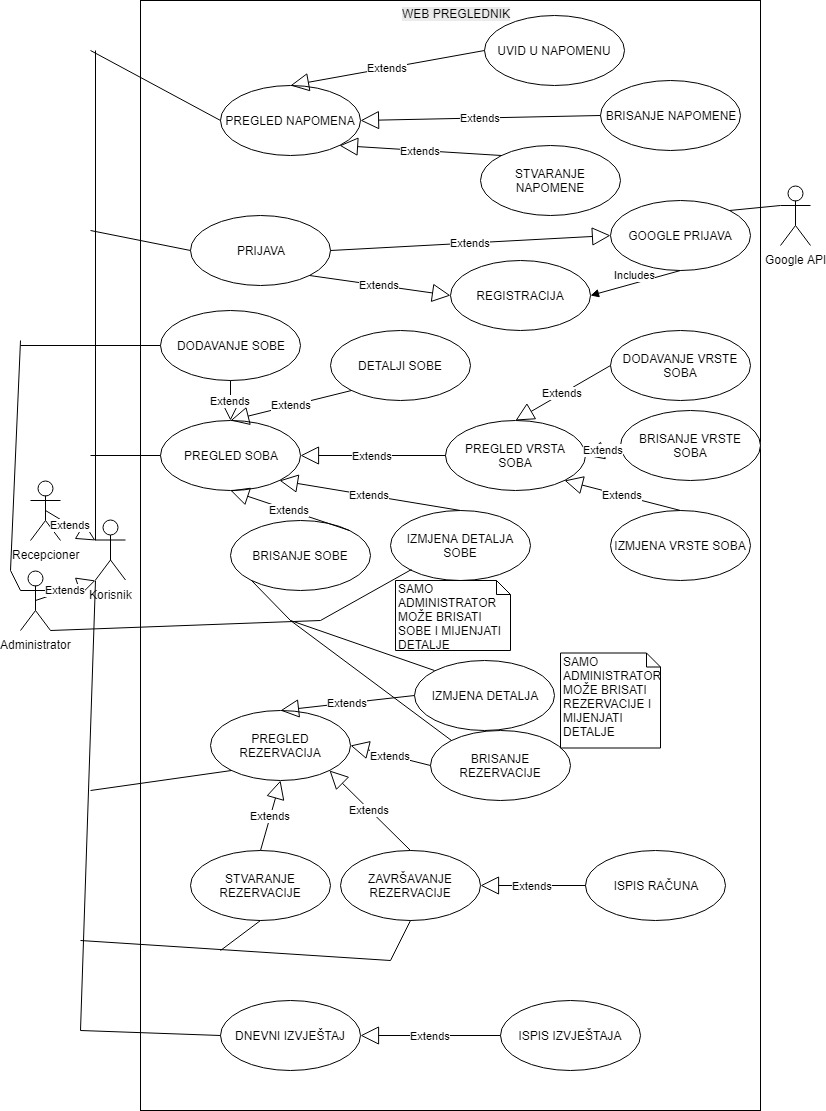 WEB PREGLEDNIK
UVID U NAPOMENU
Extends
PREGLED NAPOMENA
Extends
BRISANJE NAPOMENE
Extends
STVARANJE
NAPOMENE
PRIJAVA
Extends
GOOGLE PRIJAVA
Google API
Extends
Includes
REGISTRACIJA
DODAVANJE SOBE
DETALJI SOBE
DODAVANJE VRSTE
SOBA
Extends
Extends
Extends
PREGLED SOBA
Extends
PREGLED VRSTA
SOBA
Extends
BRISANJE VRSTE
SOBA
Extends
Extends
Extends
BRISANJE SOBE
IZMJENA DETALJA
SOBE
IZMJENA VRSTE SOBA
Extends
Recepcioner
Extends
Korisnik
Administrator
SAMO
ADMINISTRATOR
MOŽE BRISATI
SOBE I MIJENJATI
DETALJE
SAMO
ADMINISTRATOR
MOŽE BRISATI
REZERVACIJE I
MIJENJATI
DETALJE
IZMJENA DETALJA
Extends
PREGLED
REZERVACIJA
Extends
BRISANJE
REZERVACIJE
Extends
Extends
STVARANJE
REZERVACIJE
ZAVRŠAVANJE
REZERVACIJE
Extends
ISPIS RAČUNA
DNEVNI IZVJEŠTAJ
Extends
ISPIS IZVJEŠTAJA